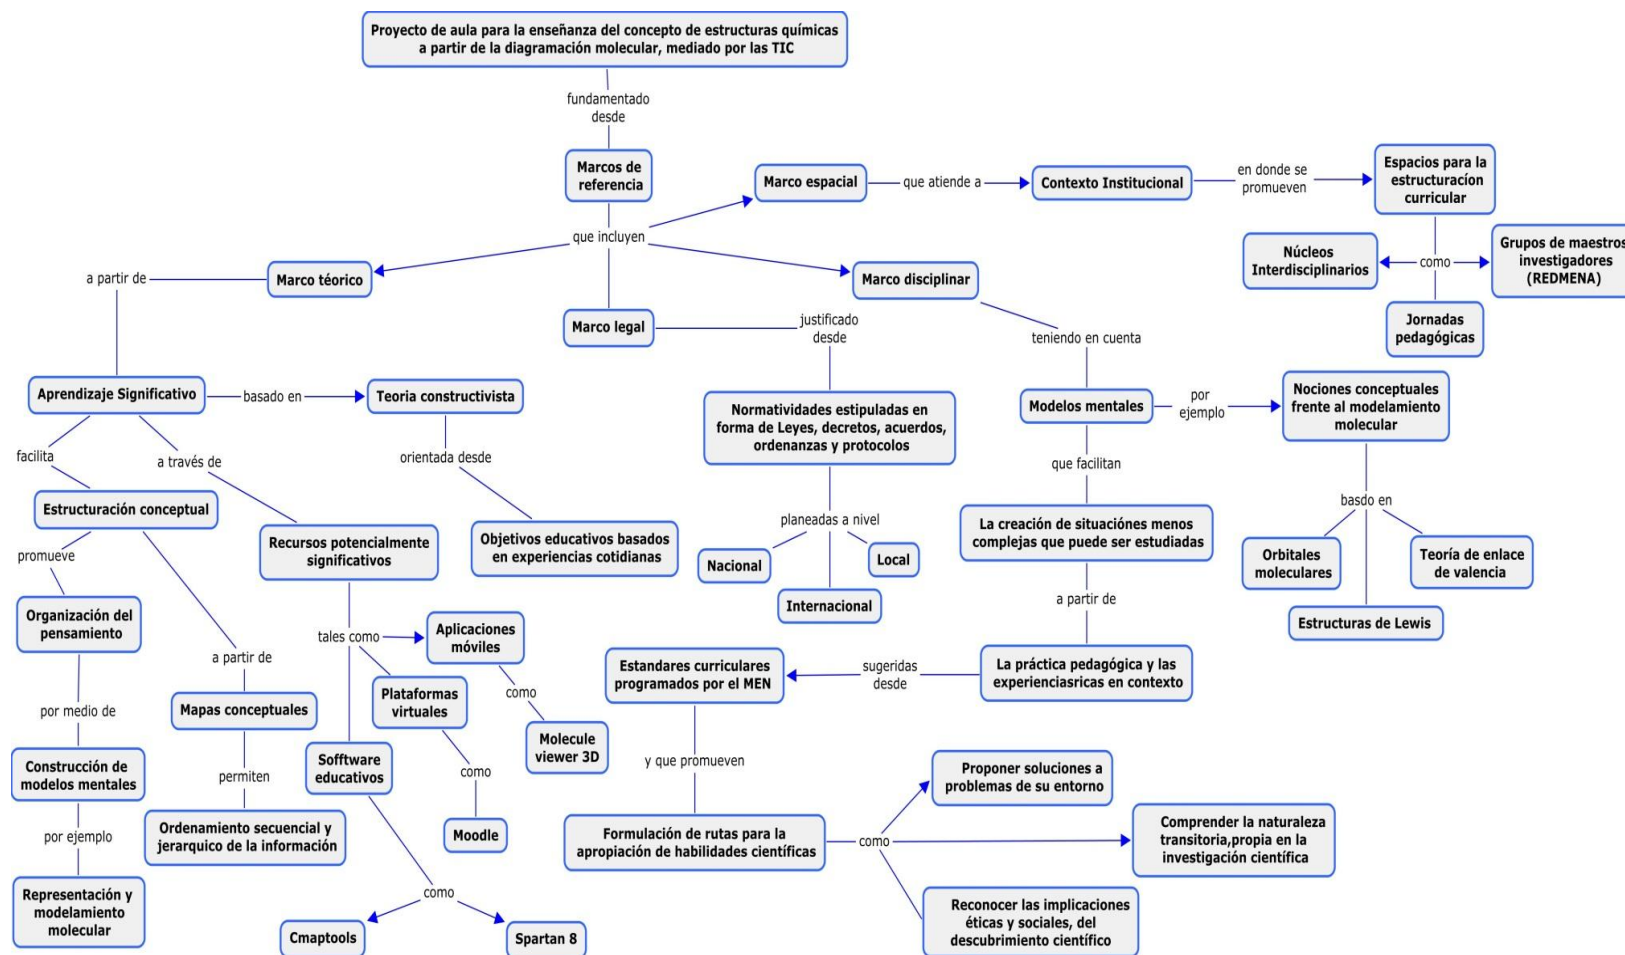 Proyecto de aula para la enseñanza del concepto de estructuras químicas
a partir de la diagramación molecular, mediado por las TIC
fundamentado
desde
Marcos de
referencia
que incluyen
Marco espacial
que atiende a
Contexto Institucional
en donde se
promueven
Espacios para la
estructuracíon
curricular
como
Núcleos
Interdisciplinarios
Grupos de maestros
investigadores
(REDMENA)
Jornadas
pedagógicas
Marco téorico
a partir de
Aprendizaje Significativo
basado en
Teoria constructivista
orientada desde
Objetivos educativos basados
en experiencias cotidianas
facilita
Estructuración conceptual
promueve
Organización del
pensamiento
por medio de
Construcción de
modelos mentales
por ejemplo
Representación y
modelamiento
molecular
a partir de
Mapas conceptuales
permiten
Ordenamiento secuencial y
jerarquico de la información
a través de
Recursos potencialmente
significativos
tales como
Aplicaciones
móviles
como
Molecule
viewer 3D
Plataformas
virtuales
como
Moodle
Sofftware
educativos
como
Cmaptools
Spartan 8
Marco legal
justificado
desde
Normatividades estipuladas en
forma de Leyes, decretos, acuerdos,
ordenanzas y protocolos
planeadas a nivel
Nacional
Internacional
Local
Marco disciplinar
teniendo en cuenta
Modelos mentales
por
ejemplo
Nociones conceptuales
frente al modelamiento
molecular
basdo en
Orbitales
moleculares
Estructuras de Lewis
Teoría de enlace
de valencia
que facilitan
La creación de situaciónes menos
complejas que puede ser estudiadas
a partir de
La práctica pedagógica y las
experienciasricas en contexto
sugeridas
desde
Estandares curriculares
programados por el MEN
y que promueven
Formulación de rutas para la
apropiación de habilidades científicas
como
Proponer soluciones a
problemas de su entorno
Comprender la naturaleza
transitoria,propia en la
investigación científica
Reconocer las implicaciones
éticas y sociales, del
descubrimiento científico